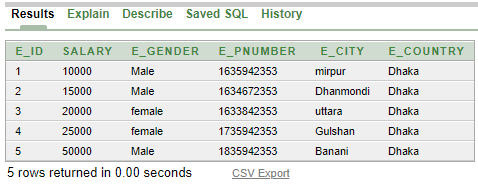 Results Explain Describe Saved SQL History
E_ID SALARY E_GENDER E_PNUMBER E_CITY E_COUNTRY
1 10000 Male 1635942353 mirpur Dhaka
2 15000 Male 1634672353 Dhanmondi Dhaka
3 20000 female 1633842353 uttara Dhaka
4 25000 female 1735942353 Gulshan Dhaka
5 50000 Male 1835942353 Banani Dhaka
5 rows returned in 0.00 seconds CSV Export